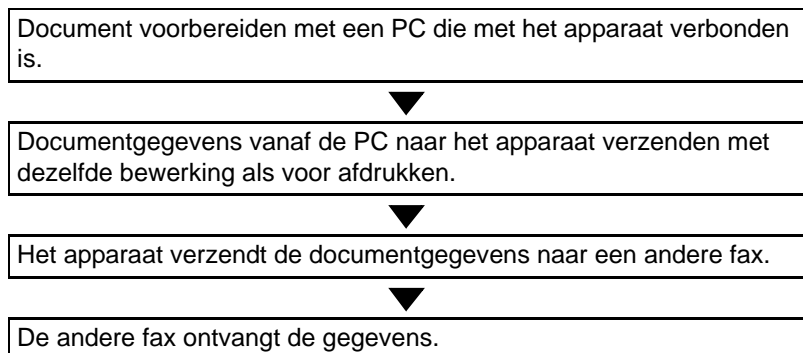 Document voorbereiden met een PC die met het apparaat verbonden
is.
Documentgegevens vanaf de PC naar het apparaat verzenden met
dezelfde bewerking als voor afdrukken.
Het apparaat verzendt de documentgegevens naar een andere fax.
De andere fax ontvangt de gegevens.